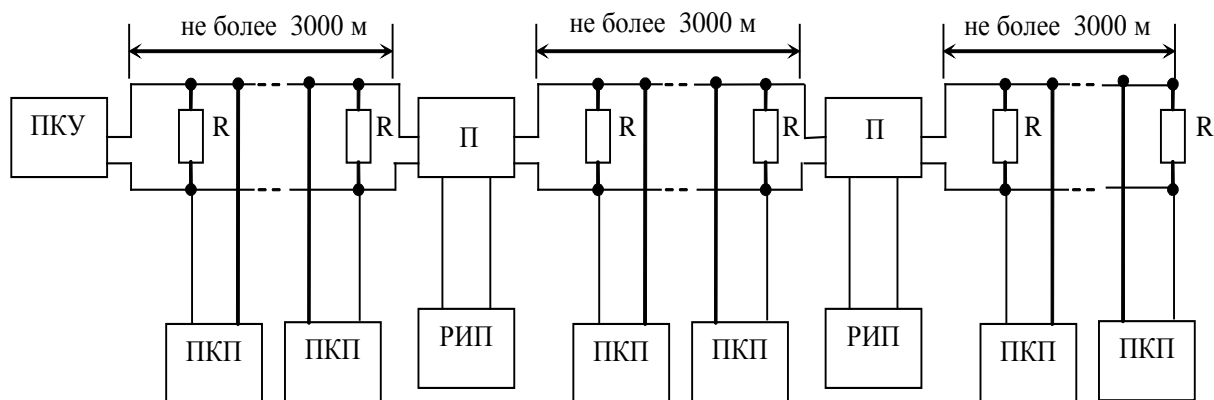 не более 3000 м
не более 3000 м
не более 3000 м
ПКУ
R
R
П
R
R
П
R
R
ПКП
ПКП
РИП
ПКП
ПКП
РИП
ПКП
ПКП